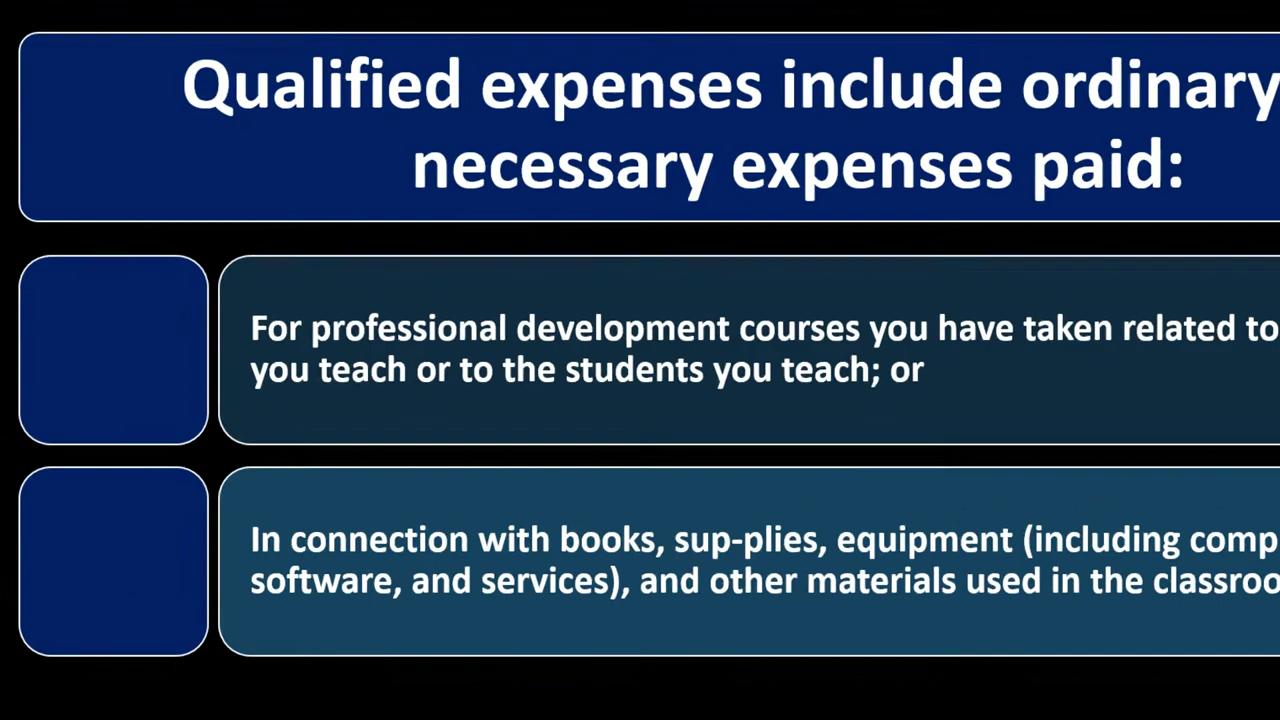 Qualified expenses include ordinary
necessary expenses paid:
For professional development courses you have taken related to
you teach or to the students you teach; or
In connection with books, sup-plies, equipment (including comp
software, and services), and other materials used in the classroo